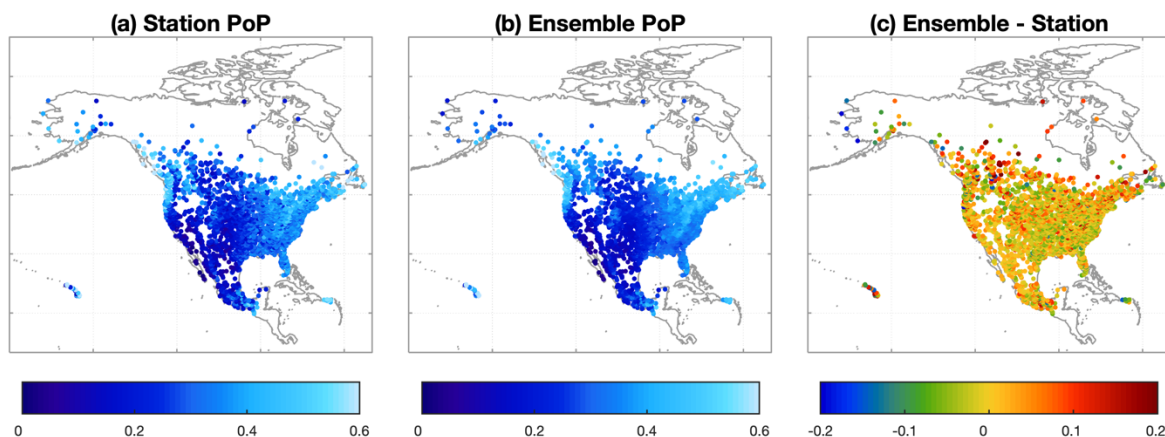 (a) Station PoP
(b) Ensemble PoP
(c) Ensemble - Station
0 0.2 0.4 0.6
0 0.2 0.4 0.6
-0.2 -0.1 0 0.1 0.2